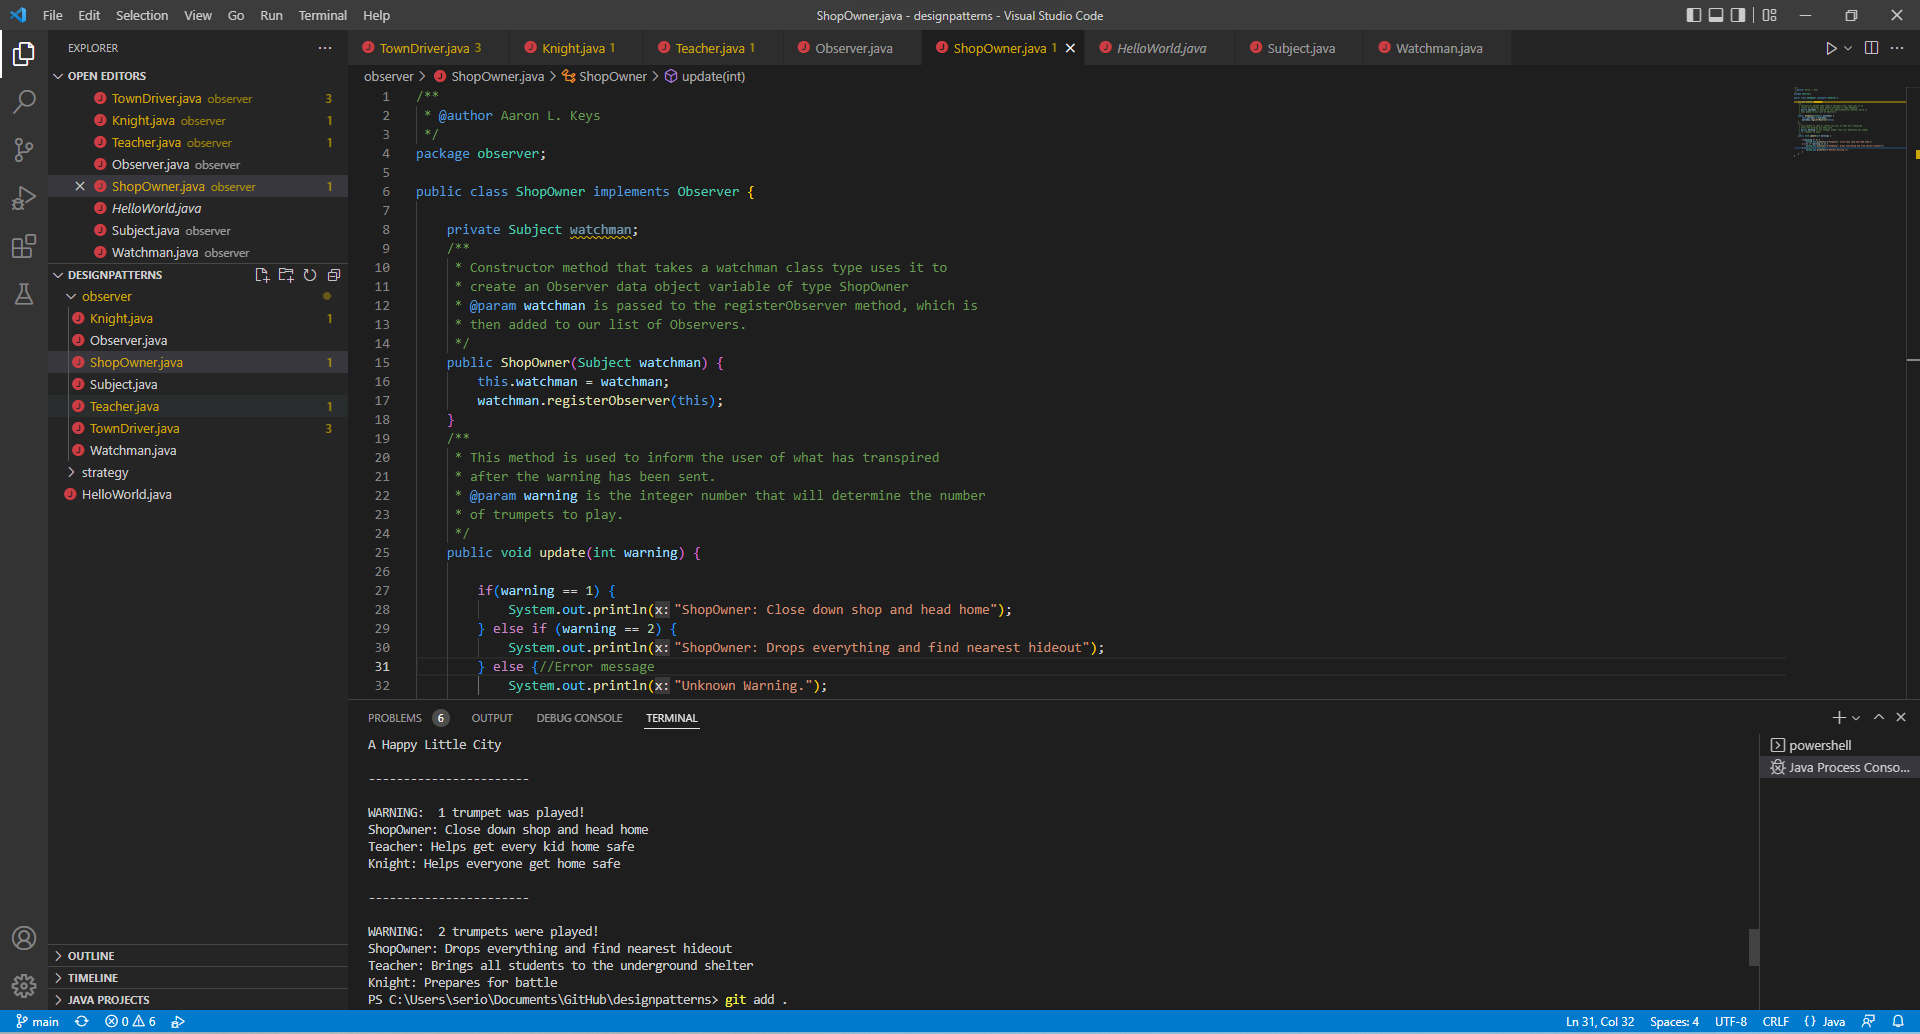 File Edit Selection View Go Run Terminal Help
ShopOwner.java - designpatterns - Visual Studio Code
EXPLORER
OPEN EDITORS
TownDriver.java observer 3
Knight.java observer 1
Teacher.java observer 1
Observer.java observer
ShopOwner.java observer 1
HelloWorld.java
Subject.java observer
Watchman.java observer
DESIGNPATTERNS
observer
Knight.java 1
Observer.java
ShopOwner.java 1
Subject.java
Teacher.java 1
TownDriver.java 3
Watchman.java
strategy
HelloWorld.java
OUTLINE
TIMELINE
JAVA PROJECTS
TownDriver.java 3 Knight.java 1 Teacher.java 1 Observer.java ShopOwner.java 1 HelloWorld.java Subject.java Watchman.java
observer > ShopOwner.java > ShopOwner > update(int)
1 /**
2 * @author Aaron L. Keys
3 */
4 package observer;
5
6 public class ShopOwner implements Observer {
7
8 private Subject watchman;
9 /**
10 * Constructor method that takes a watchman class type uses it to
11 * create an Observer data object variable of type ShopOwner
12 * @param watchman is passed to the registerObserver method, which is
13 * then added to our list of Observers.
14 */
15 public ShopOwner(Subject watchman) {
16 this.watchman = watchman;
17 watchman.registerObserver(this);
18 }
19 /**
20 * This method is used to inform the user of what has transpired
21 * after the warning has been sent.
22 * @param warning is the integer number that will determine the number
23 * of trumpets to play.
24 */
25 public void update(int warning) {
26
27 if(warning == 1) {
28 System.out.println(x: "ShopOwner: Close down shop and head home");
29 } else if (warning == 2) {
30 System.out.println(x: "ShopOwner: Drops everything and find nearest hideout");
31 } else {//Error message
32 System.out.println(x: "Unknown Warning.");
PROBLEMS 6 OUTPUT DEBUG CONSOLE TERMINAL
A Happy Little City
-----------------------
WARNING:  1 trumpet was played!
ShopOwner: Close down shop and head home
Teacher: Helps get every kid home safe
Knight: Helps everyone get home safe
-----------------------
WARNING:  2 trumpets were played!
ShopOwner: Drops everything and find nearest hideout
Teacher: Brings all students to the underground shelter
Knight: Prepares for battle
PS C:\Users\serio\Documents\GitHub\designpatterns> git add .
powershell
Java Process Conso...
main 0 6
Ln 31, Col 32 Spaces: 4 UTF-8 CRLF {} Java